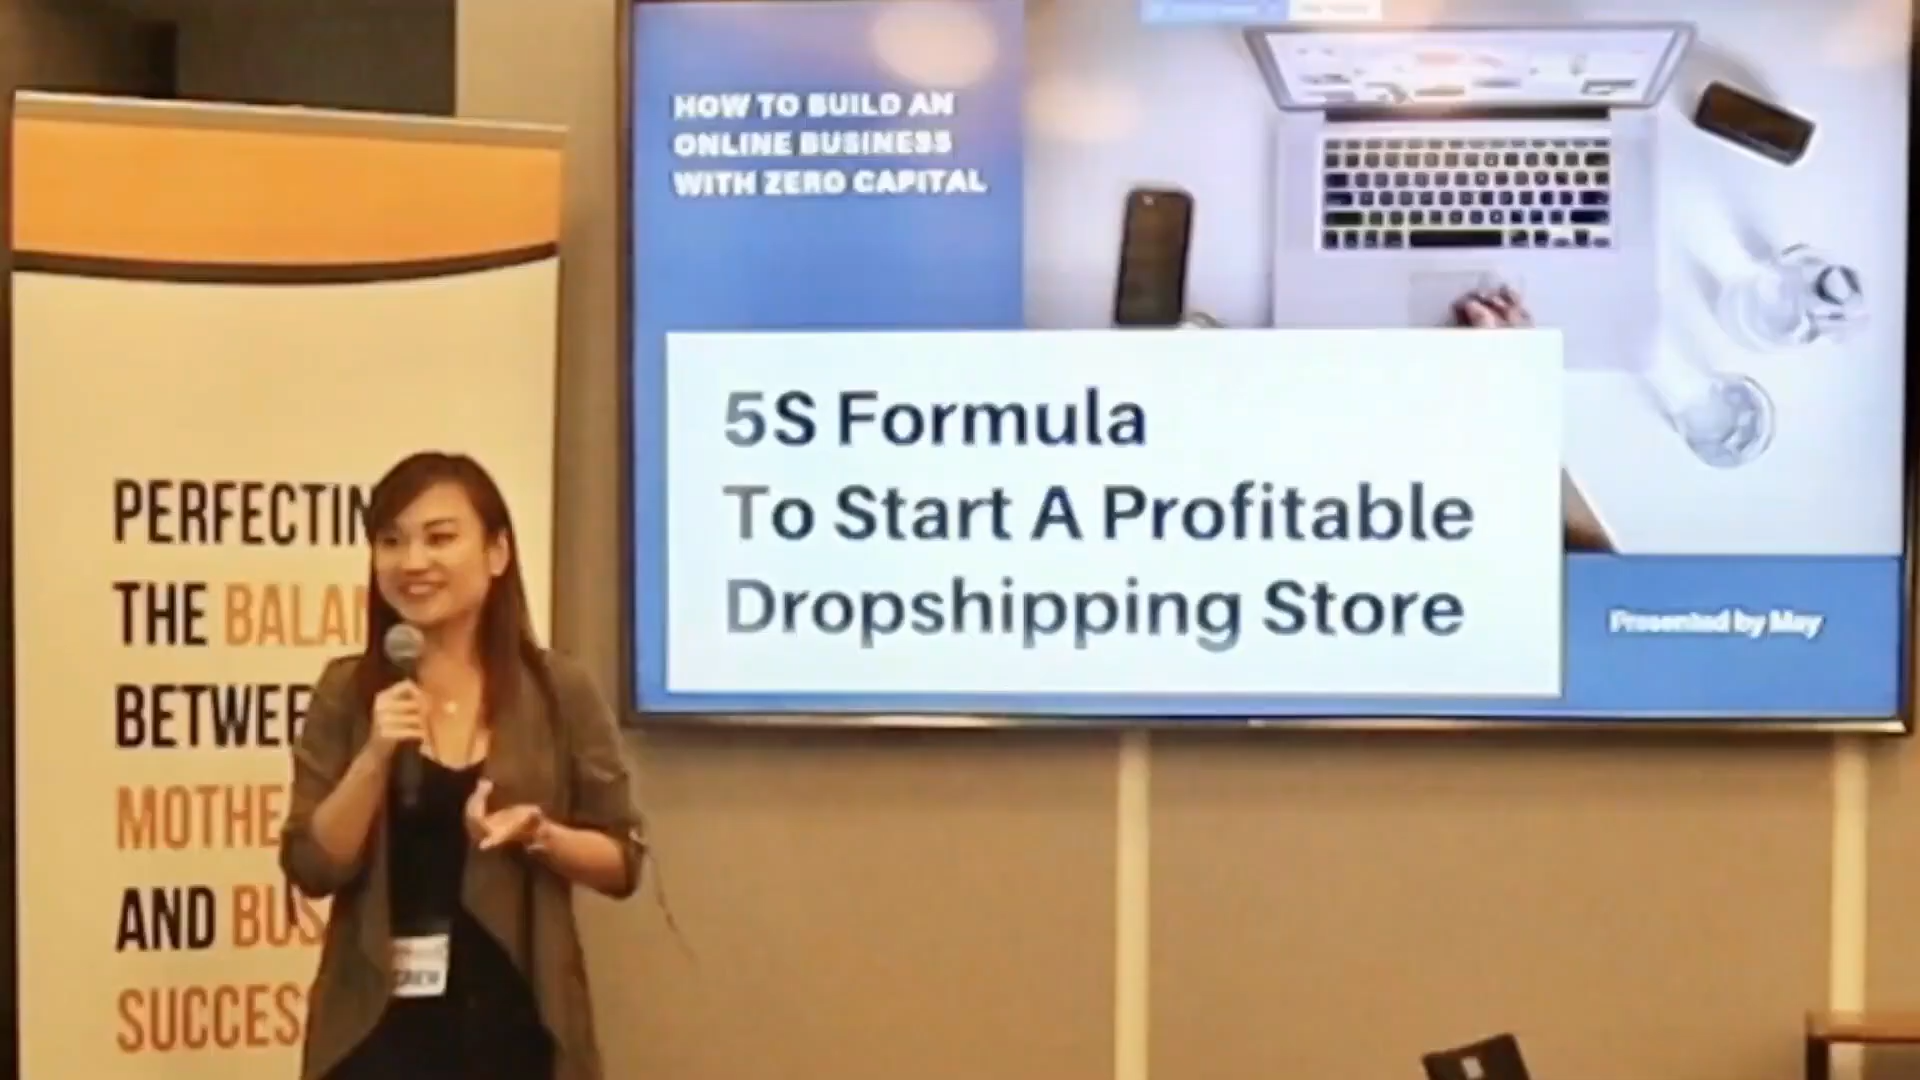 PERFECTIN
THE BALAN
BETWEE
MOTHE
AND BUS
SUCCES
HOW TO BUILD AN
ONLINE BUSINESS
WITH ZERO CAPITAL
5S Formula
To Start A Profitable
Dropshipping Store
Presented by May
CREW